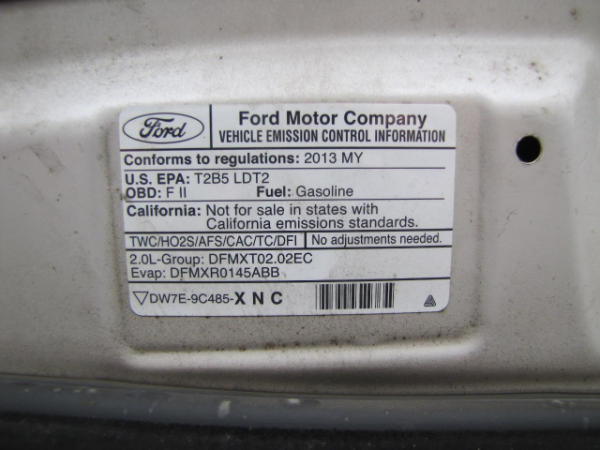 Ford
Ford Motor Company
VEHICLE EMISSION CONTROL INFORMATION
Conforms to regulations: 2013 MY
U.S. EPA: T2B5 LDT2
OBD: F II Fuel: Gasoline
California: Not for sale in states with
California emissions standards.
TWC/HO2S/AFS/CAC/TC/DFI No adjustments needed.
2.0L-Group: DFMXT02.02EC
Evap: DFMXR0145ABB
▽DW7E-9C485-X N C